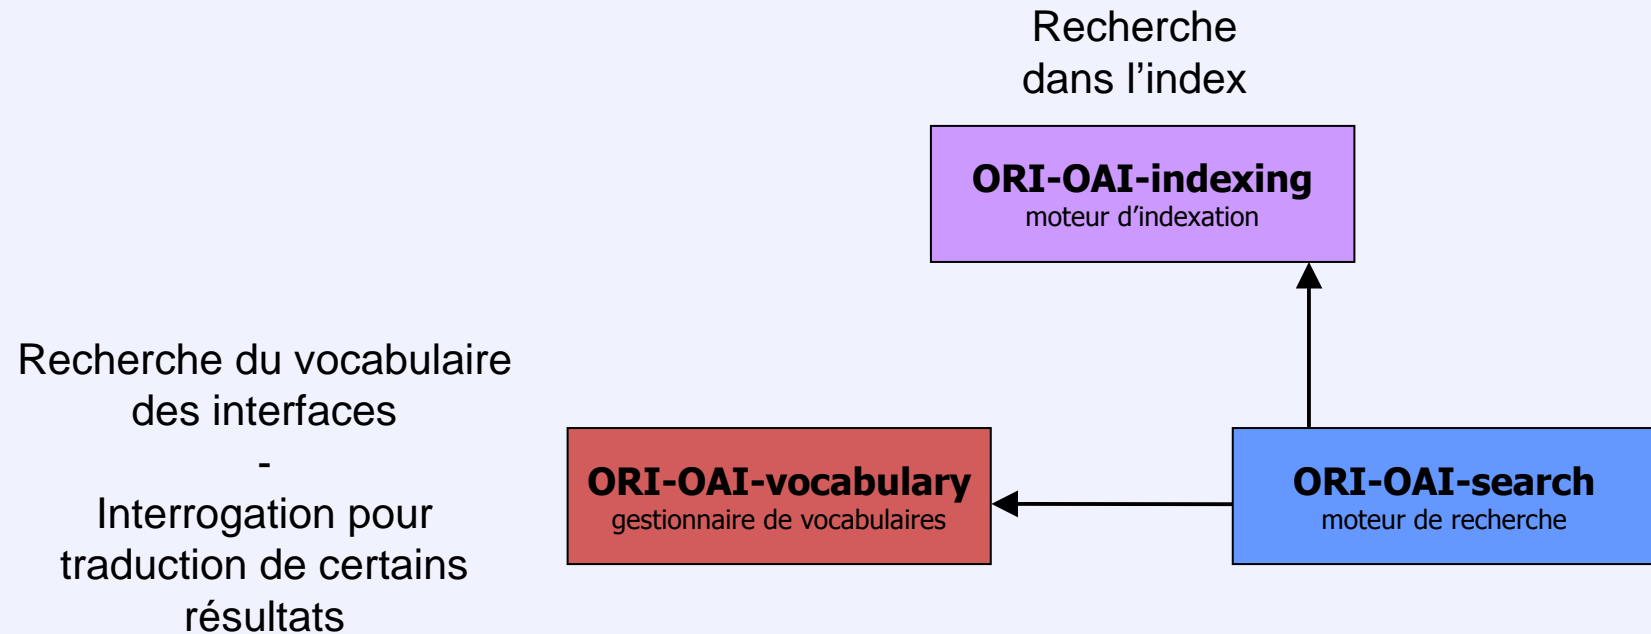 Recherche
dans l’index
ORI-OAI-indexing
moteur d’indexation
Recherche du vocabulaire
des interfaces
-
Interrogation pour
traduction de certains
résultats
ORI-OAI-vocabulary
gestionnaire de vocabulaires
ORI-OAI-search
moteur de recherche